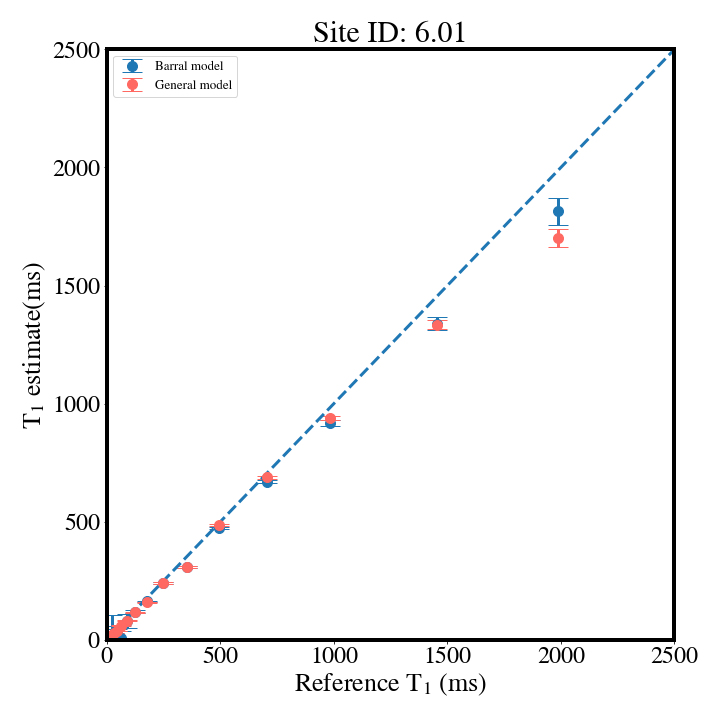 Site ID: 6.01
Barral model
General model
2500
2000
1500
1000
500
0
T1 estimate(ms)
0 500 1000 1500 2000 2500
Reference T1 (ms)